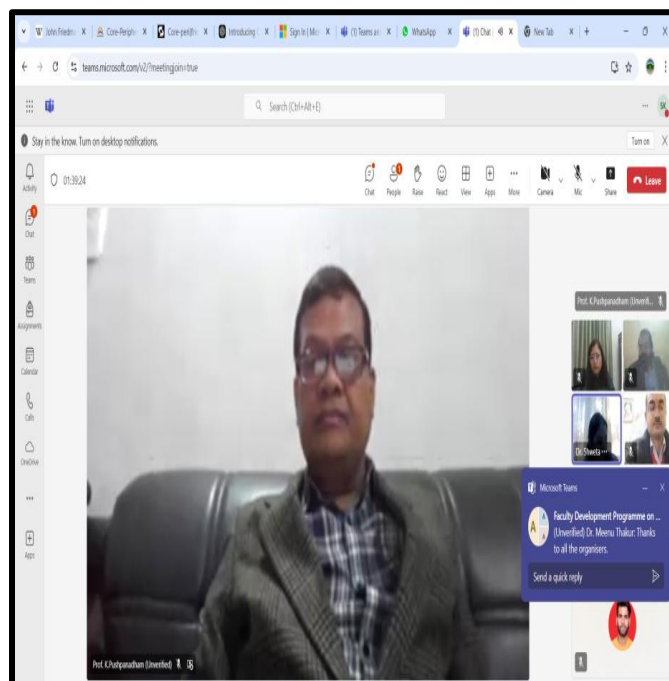 John Friedm
Core-Periph
Core-periph
Introducing
Sign In | Mic
(1) Teams an
WhatsApp
(1) Chat |
New Tab
teams.microsoft.com/v2/?meetingjoin=true
Search (Ctrl+Alt+E)
SK
Stay in the know. Turn on desktop notifications.
Turn on
Activity
Chat
Teams
Assignments
Calendar
Calls
OneDrive
Apps
01:39:24
Chat
People
Raise
React
View
Apps
More
Camera
Mic
Share
Leave
Prof. K.Pushpanadham (Unverifi...
Dr. Shweta ...
Microsoft Teams
Faculty Development Programme on ...
(Unverified) Dr. Meenu Thakur: Thanks
to all the organisers.
Send a quick reply
Prof. K.Pushpanadham (Unverified)